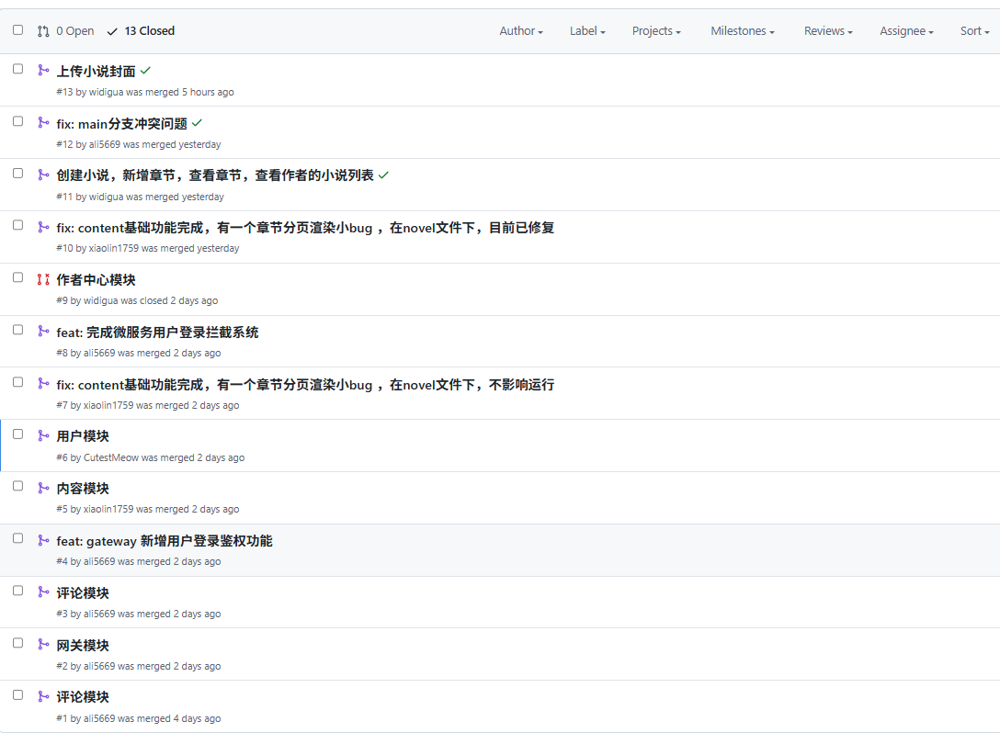 0 Open 13 Closed Author Label Projects Milestones Reviews Assignee Sort
上传小说封面
#13 by widigua was merged 5 hours ago
fix: main分支冲突问题
#12 by ali5669 was merged yesterday
创建小说，新增章节，查看章节，查看作者的小说列表
#11 by widigua was merged yesterday
fix: content基础功能完成，有一个章节分页渲染小bug ，在novel文件下，目前已修复
#10 by xiaolin1759 was merged yesterday
作者中心模块
#9 by widigua was closed 2 days ago
feat: 完成微服务用户登录拦截系统
#8 by ali5669 was merged 2 days ago
fix: content基础功能完成，有一个章节分页渲染小bug ，在novel文件下，不影响运行
#7 by xiaolin1759 was merged 2 days ago
用户模块
#6 by CutestMeow was merged 2 days ago
内容模块
#5 by xiaolin1759 was merged 2 days ago
feat: gateway 新增用户登录鉴权功能
#4 by ali5669 was merged 2 days ago
评论模块
#3 by ali5669 was merged 2 days ago
网关模块
#2 by ali5669 was merged 2 days ago
评论模块
#1 by ali5669 was merged 4 days ago